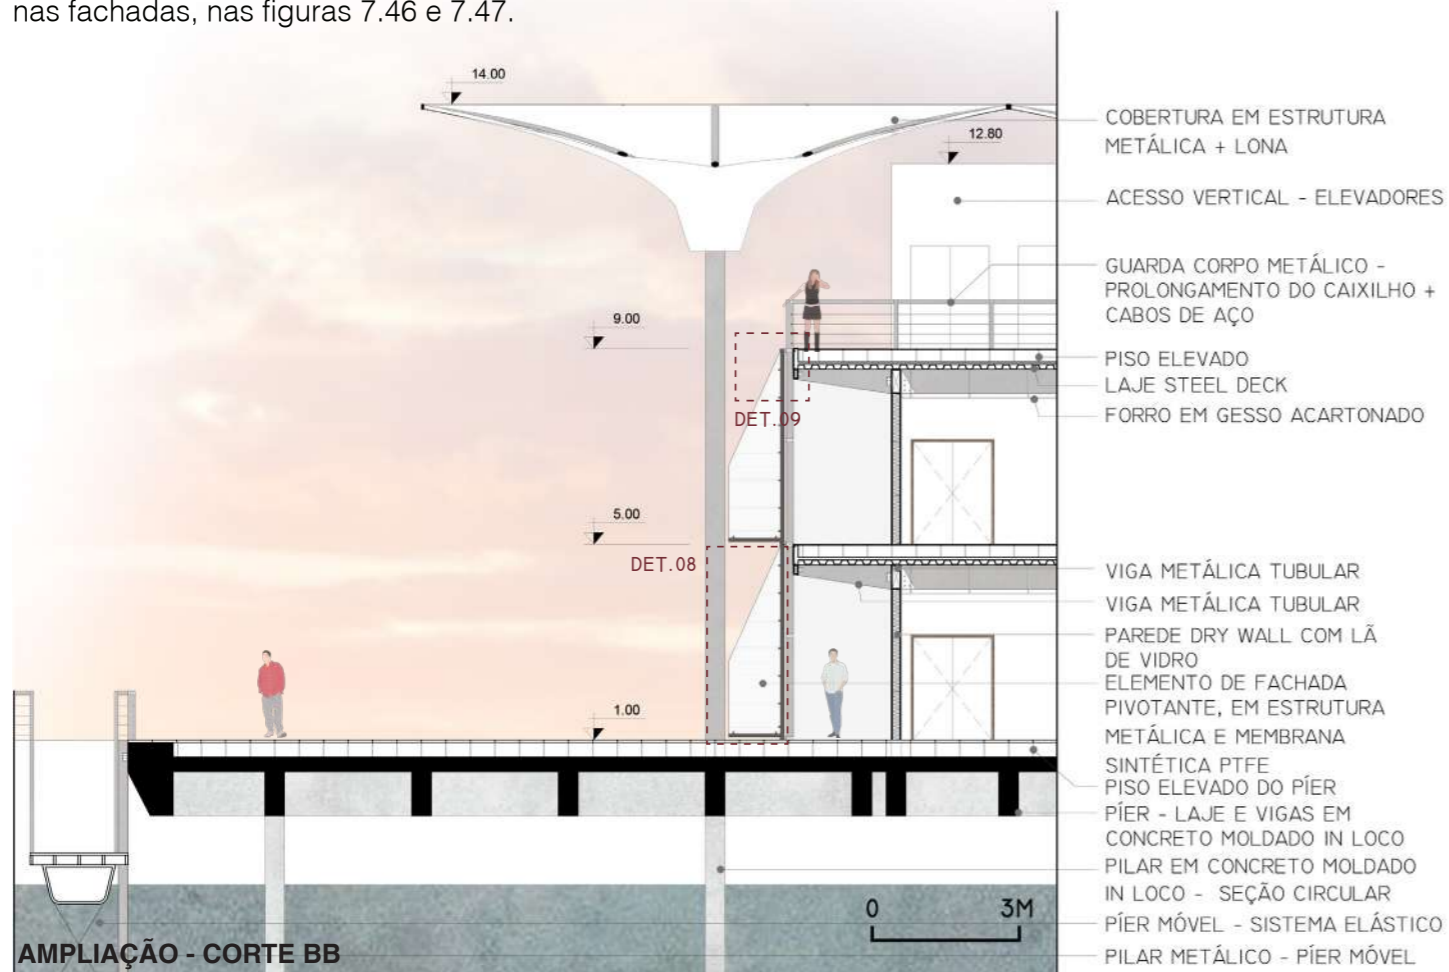 nas fachadas, nas figuras 7.46 e 7.47.
14.00
COBERTURA EM ESTRUTURA
METÁLICA + LONA
12.80
ACESSO VERTICAL - ELEVADORES
GUARDA CORPO METÁLICO -
PROLONGAMENTO DO CAIXILHO +
CABOS DE AÇO
9.00
PISO ELEVADO
LAJE STEEL DECK
FORRO EM GESSO ACARTONADO
DET.09
5.00
DET.08
VIGA METÁLICA TUBULAR
VIGA METÁLICA TUBULAR
PAREDE DRY WALL COM LÃ
DE VIDRO
ELEMENTO DE FACHADA
PIVOTANTE, EM ESTRUTURA
METÁLICA E MEMBRANA
SINTÉTICA PTFE
1.00
PISO ELEVADO DO PÍER
PÍER - LAJE E VIGAS EM
CONCRETO MOLDADO IN LOCO
PILAR EM CONCRETO MOLDADO
IN LOCO - SEÇÃO CIRCULAR
0 3M
PÍER MÓVEL - SISTEMA ELÁSTICO
PILAR METÁLICO - PÍER MÓVEL
AMPLIAÇÃO - CORTE BB